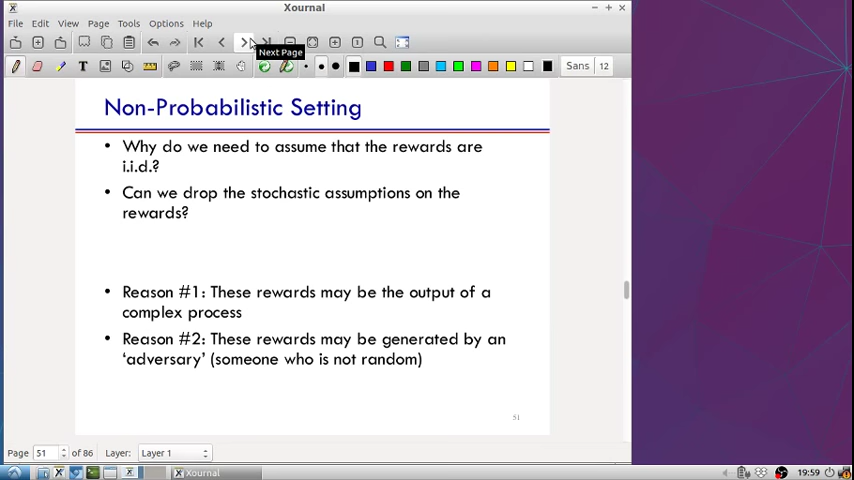 Xournal
File Edit View Page Tools Options Help
Next Page
Sans 12
Non-Probabilistic Setting
• Why do we need to assume that the rewards are
i.i.d.?
• Can we drop the stochastic assumptions on the
rewards?
• Reason #1: These rewards may be the output of a
complex process
• Reason #2: These rewards may be generated by an
‘adversary’ (someone who is not random)
51
Page 51 of 86 Layer: Layer 1
Xournal
19:59